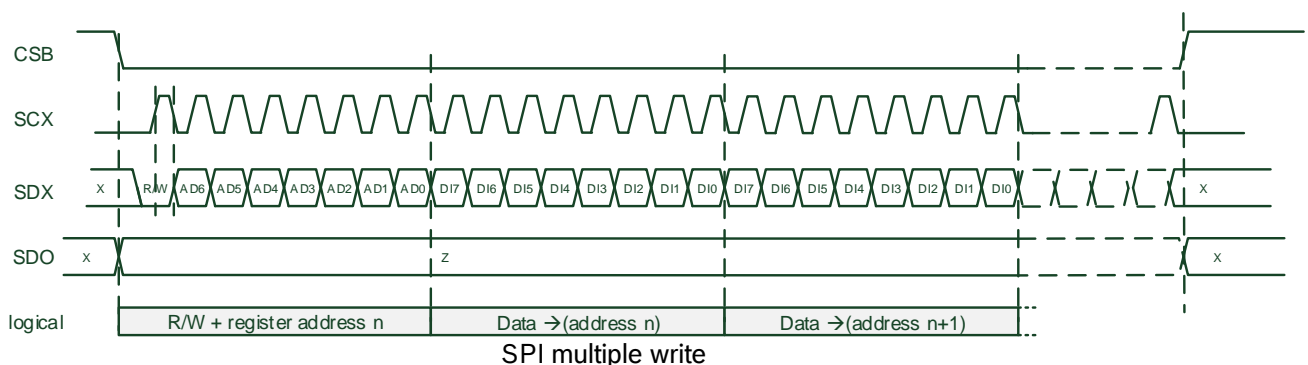 CSB
SCX
SDX X R/W AD6 AD5 AD4 AD3 AD2 AD1 AD0 DI7 DI6 DI5 DI4 DI3 DI2 DI1 DI0 DI7 DI6 DI5 DI4 DI3 DI2 DI1 DI0 X
SDO X Z X
logical R/W + register address n Data →(address n) Data →(address n+1)
SPI multiple write